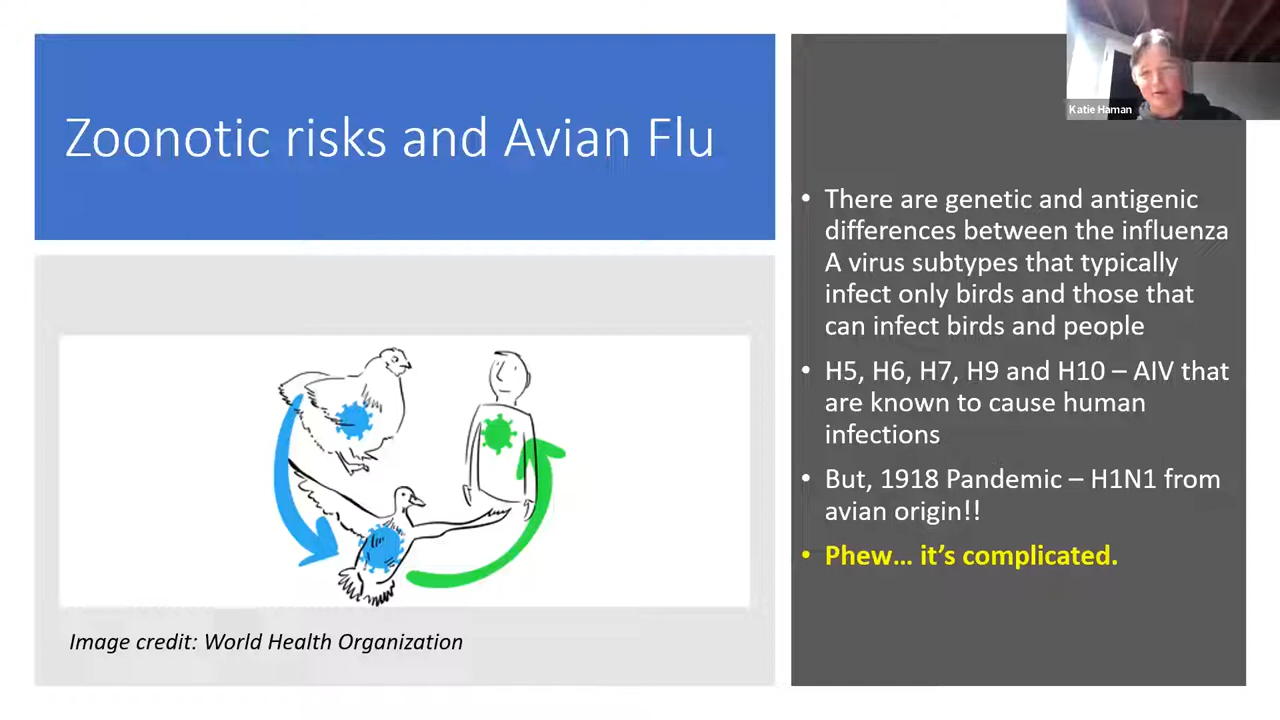 Zoonotic risks and Avian Flu
Katie Haman
• There are genetic and antigenic
differences between the influenza
A virus subtypes that typically
infect only birds and those that
can infect birds and people
• H5, H6, H7, H9 and H10 – AIV that
are known to cause human
infections
• But, 1918 Pandemic – H1N1 from
avian origin!!
• Phew... it’s complicated.
Image credit: World Health Organization